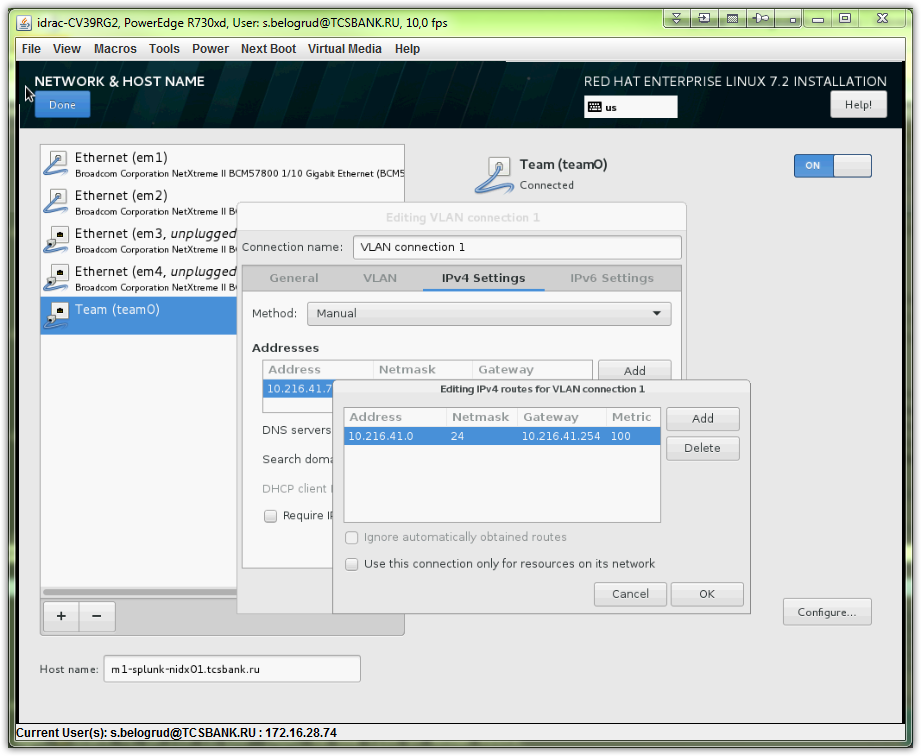 idrac-CV39RG2, PowerEdge R730xd, User: s.belogrud@TCSBANK.RU, 10,0 fps
File View Macros Tools Power Next Boot Virtual Media Help
NETWORK & HOST NAME
RED HAT ENTERPRISE LINUX 7.2 INSTALLATION
Done
us
Help!
Ethernet (em1)
Broadcom Corporation NetXtreme II BCM57800 1/10 Gigabit Ethernet (BCM5
Ethernet (em2)
Broadcom Corporation NetXtreme II B
Ethernet (em3, unplugged
Broadcom Corporation NetXtreme II B
Ethernet (em4, unplugged
Broadcom Corporation NetXtreme II B
Team (team0)
Team (team0)
Connected
ON
Editing VLAN connection 1
Connection name: VLAN connection 1
General VLAN IPv4 Settings IPv6 Settings
Method: Manual
Addresses
Address Netmask Gateway
Add
10.216.41.7
DNS servers
Search doma
DHCP client
Require IP
Editing IPv4 routes for VLAN connection 1
Address Netmask Gateway Metric
10.216.41.0 24 10.216.41.254 100
Add
Delete
Ignore automatically obtained routes
Use this connection only for resources on its network
Cancel OK
+ −
Configure...
Host name: m1-splunk-nidx01.tcsbank.ru
Current User(s): s.belogrud@TCSBANK.RU : 172.16.28.74